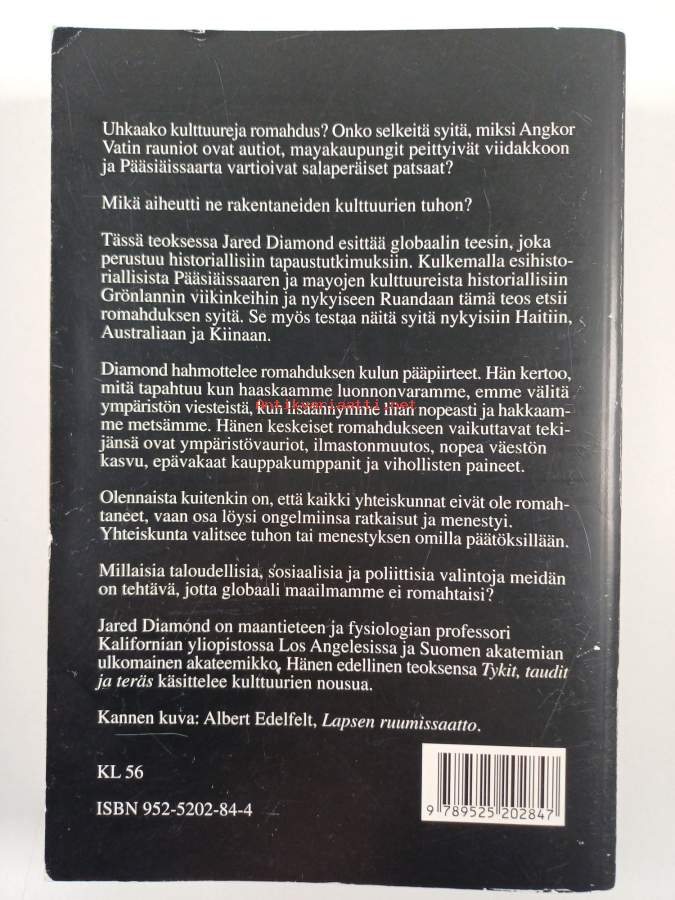 Uhkaako kulttuureja romahdus? Onko selkeitä syitä, miksi Angkor
Vatin rauniot ovat autiot, mayakaupungit peittyivät viidakkoon
ja Pääsiäissaarta vartioivat salaperäiset patsaat?
Mikä aiheutti ne rakentaneiden kulttuurien tuhon?
Tässä teoksessa Jared Diamond esittää globaalin teesin, joka
perustuu historiallisiin tapaustutkimuksiin. Kulkemalla esihisto-
riallisista Pääsiäissaaren ja mayojen kulttuureista historiallisiin
Grönlannin viikinkeihin ja nykyiseen Ruandaan tämä teos etsii
romahduksen syitä. Se myös testaa näitä syitä nykyisiin Haitiin,
Australiaan ja Kiinaan.
Diamond hahmottelee romahduksen kulun pääpiirteet. Hän kertoo,
mitä tapahtuu kun haaskaamme luonnonvaramme, emme välitä
ympäristön viesteistä, kun lisäännymme liian nopeasti ja hakkaam-
Antikvariaatti.net
me metsämme. Hänen keskeiset romahdukseen vaikuttavat teki-
jänsä ovat ympäristövauriot, ilmastonmuutos, nopea väestön
kasvu, epävakaat kauppakumppanit ja vihollisten paineet.
Olennaista kuitenkin on, että kaikki yhteiskunnat eivät ole romah-
taneet, vaan osa löysi ongelmiinsa ratkaisut ja menestyi.
Yhteiskunta valitsee tuhon tai menestyksen omilla päätöksillään.
Millaisia taloudellisia, sosiaalisia ja poliittisia valintoja meidän
on tehtävä, jotta globaali maailmamme ei romahtaisi?
Jared Diamond on maantieteen ja fysiologian professori
Kalifornian yliopistossa Los Angelesissa ja Suomen akatemian
ulkomainen akateemikko. Hänen edellinen teoksensa Tykit, taudit
ja teräs käsittelee kulttuurien nousua.
Kannen kuva: Albert Edelfelt, Lapsen ruumissaatto.
KL 56
ISBN 952-5202-84-4
9 789525 202847